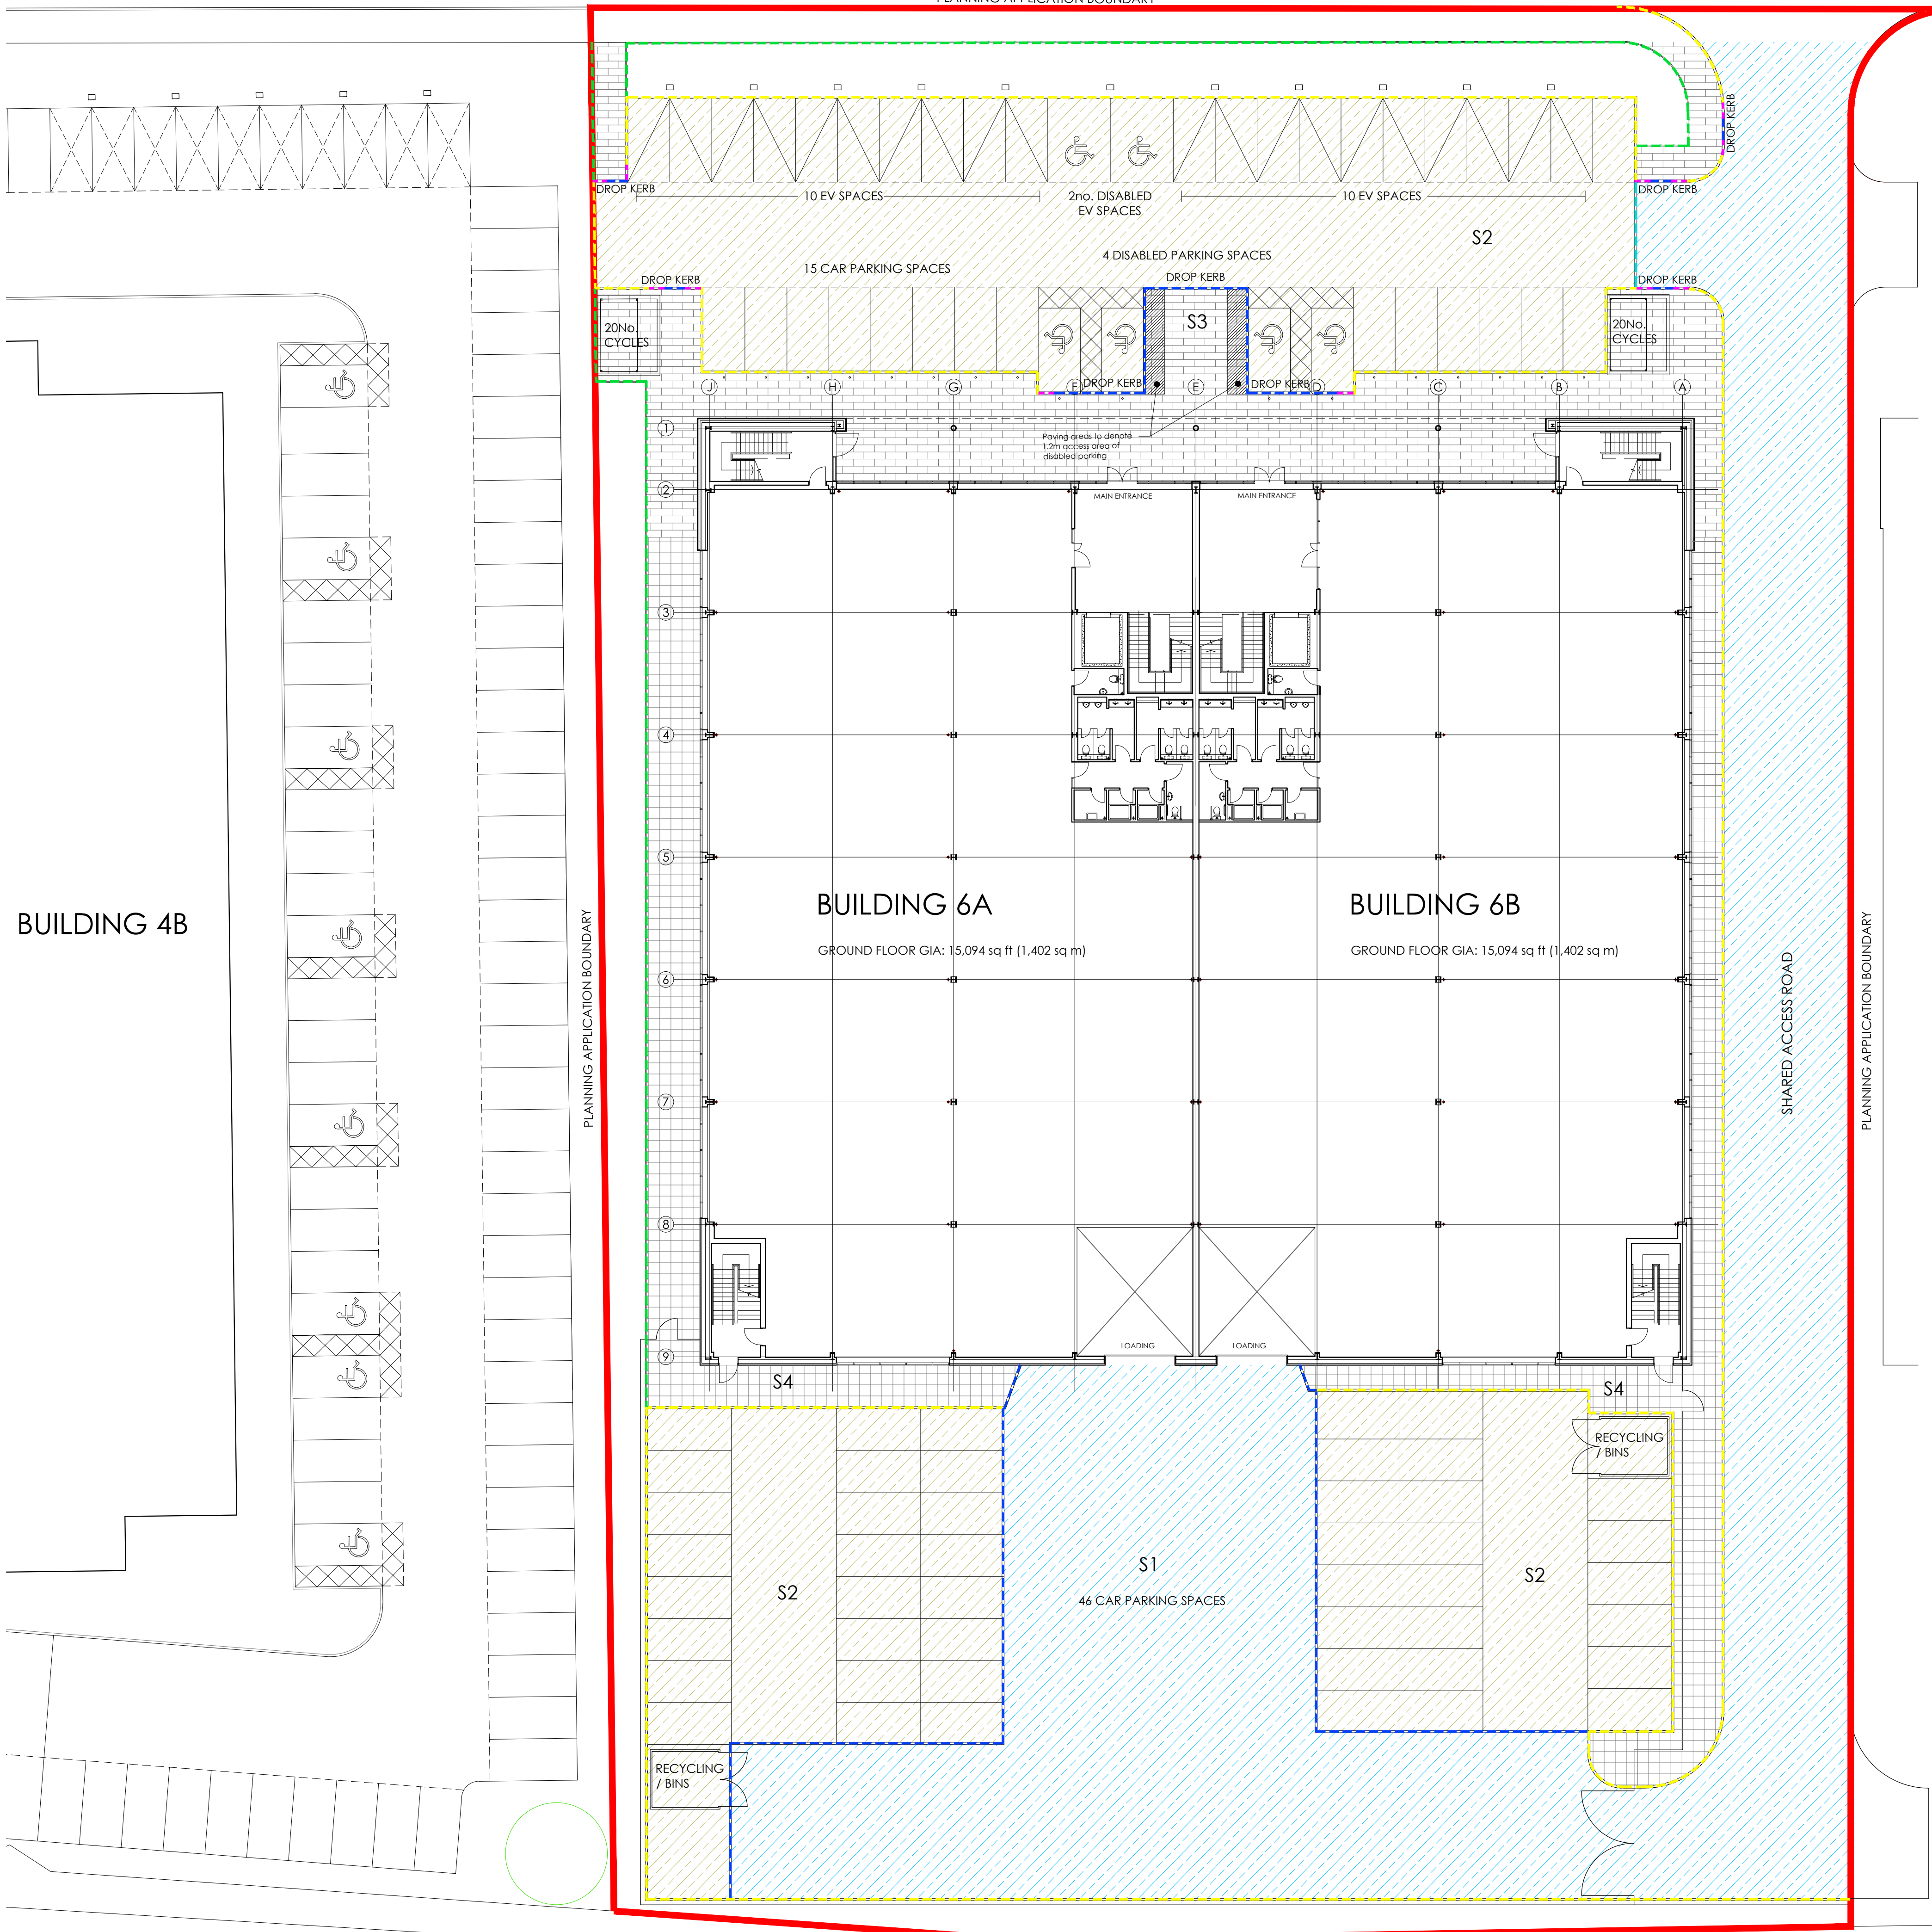 PLANNING APPLICATION BOUNDARY
DROP KERB
DROP KERB
10 EV SPACES
2no. DISABLED
EV SPACES
10 EV SPACES
DROP KERB
S2
4 DISABLED PARKING SPACES
15 CAR PARKING SPACES
DROP KERB
DROP KERB
DROP KERB
20No.
CYCLES
S3
20No.
CYCLES
DROP KERB
DROP KERB
J
H
G
F
E
D
C
B
A
1
Paving areas to denote
1.2m access area of
disabled parking
2
MAIN ENTRANCE
MAIN ENTRANCE
3
4
5
BUILDING 4B
BUILDING 6A
BUILDING 6B
GROUND FLOOR GIA: 15,094 sq ft (1,402 sq m)
GROUND FLOOR GIA: 15,094 sq ft (1,402 sq m)
PLANNING APPLICATION BOUNDARY
SHARED ACCESS ROAD
PLANNING APPLICATION BOUNDARY
6
7
8
9
LOADING
LOADING
S4
S4
RECYCLING
/ BINS
S1
S2
S2
46 CAR PARKING SPACES
RECYCLING
/ BINS